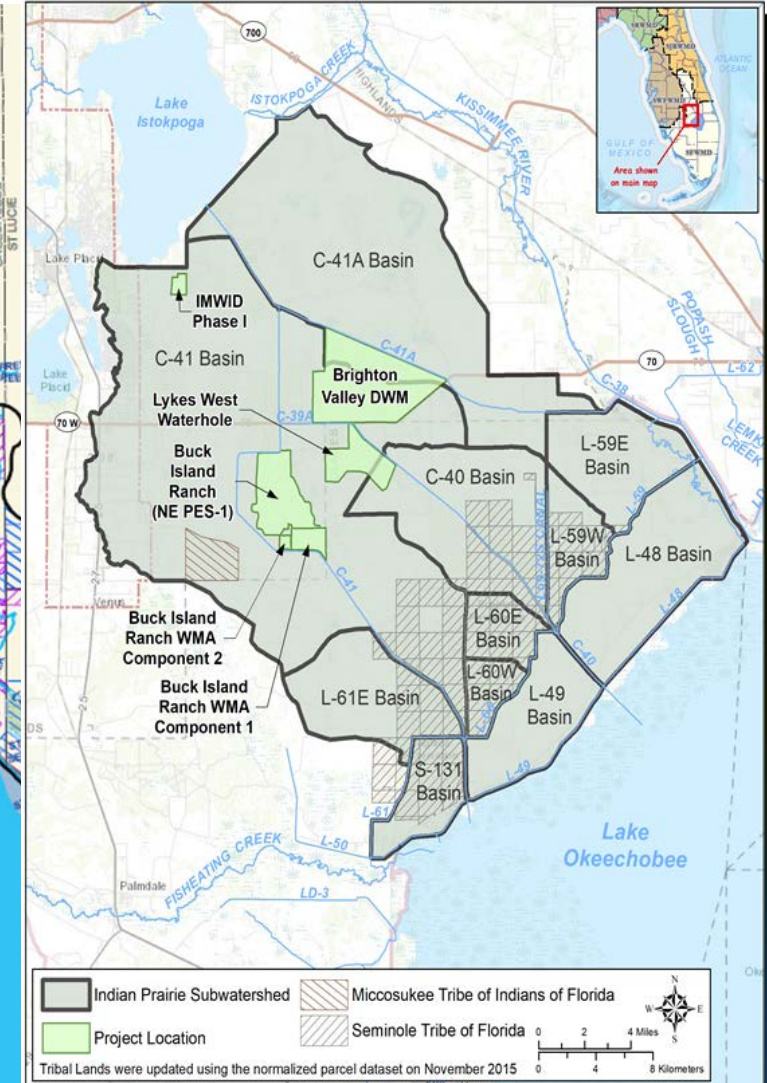 ST LUCIE
700
ISTOKPOGA CREEK
HIGHLANDS
Lake
Istokpoga
KISSIMMEE RIVER
SRWMD
SJRWMD
SWFWMD
SFWMD
ATLANTIC
OCEAN
GULF OF
MEXICO
Area shown
on main map
C-41A Basin
Lake Placid
IMWID
Phase I
C-41 Basin
C-41A
POPASH
SLOUGH
70
L-62
Lake
Placid
Brighton
Valley DWM
C-38
Lykes West
Waterhole
70 W
C-39A
LEMKIN
CREEK
Buck
Island
Ranch
(NE PES-1)
C-40 Basin
L-59E
Basin
L-59
L-59W
Basin
L-48 Basin
L-48
C-41
Venus
Buck Island
Ranch WMA
Component 2
L-60E
Basin
C-40
Buck Island
Ranch WMA
Component 1
L-61E Basin
L-60W
Basin
L-49
Basin
S-131
Basin
L-49
L-61
L-50
Lake
Okeechobee
FISHEATING CREEK
Palmdale
LD-3
Indian Prairie Subwatershed
Miccosukee Tribe of Indians of Florida
Project Location
Seminole Tribe of Florida
N
W E
S
0 2 4 Miles
0 4 8 Kilometers
Tribal Lands were updated using the normalized parcel dataset on November 2015